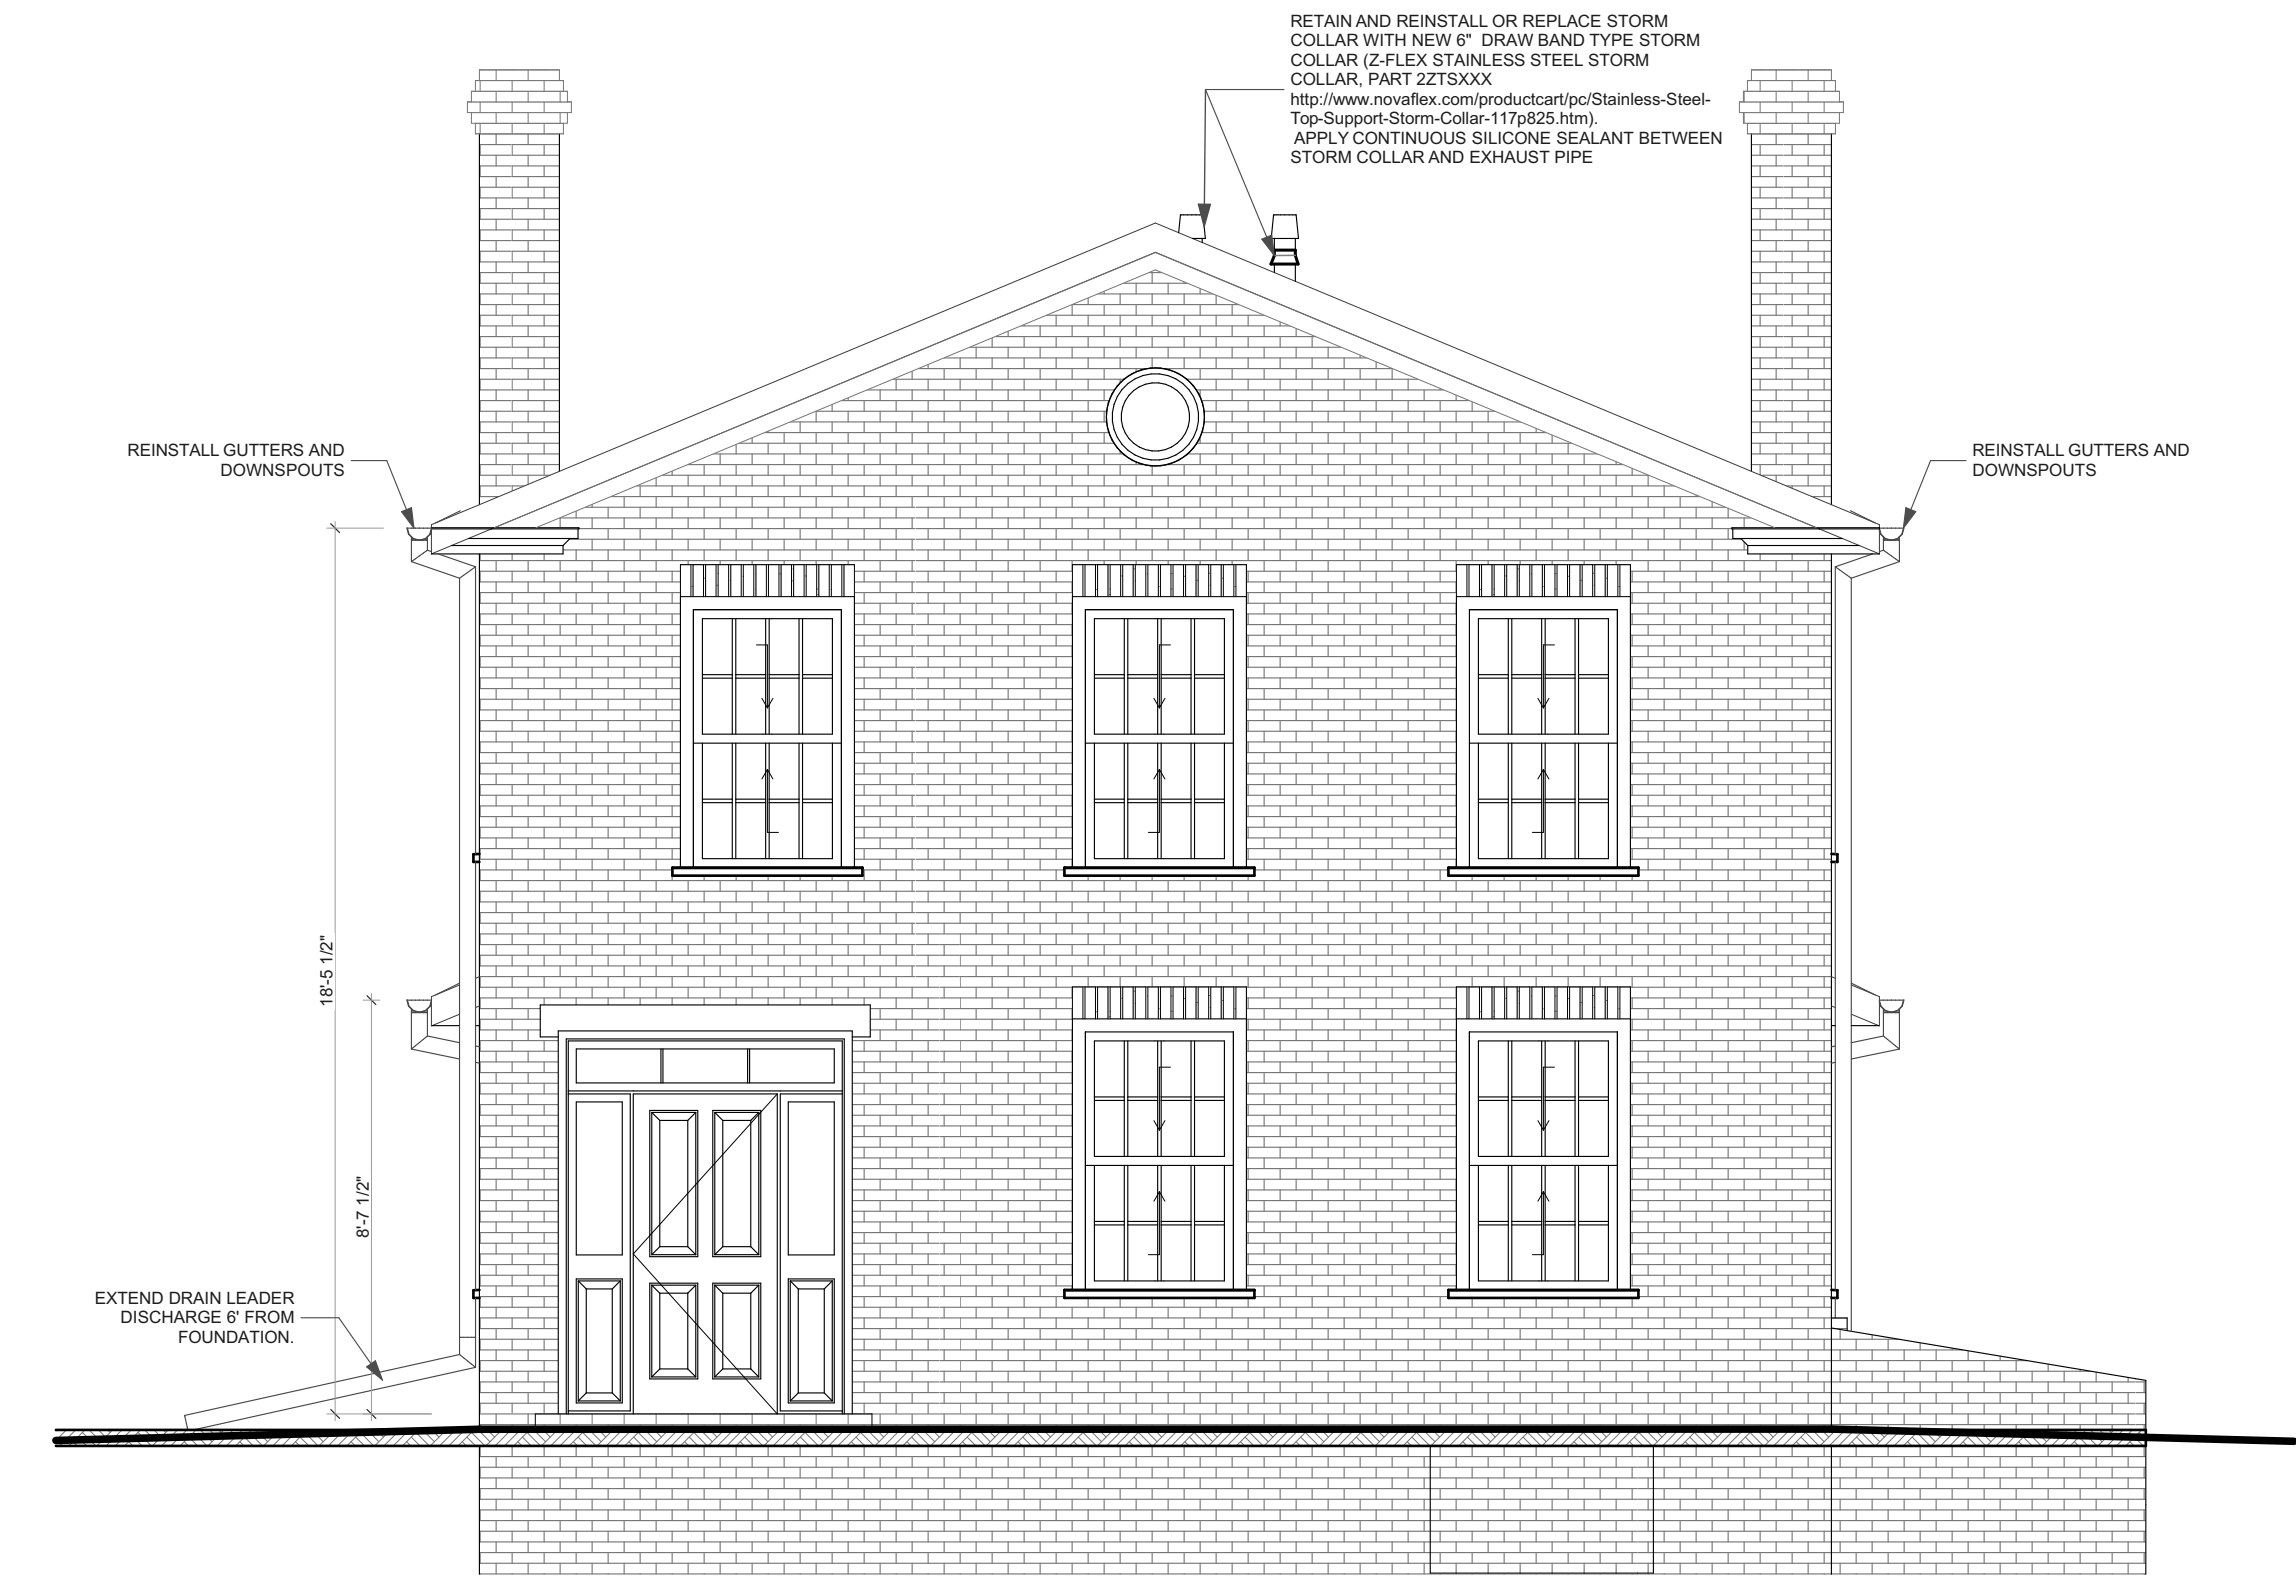 RETAIN AND REINSTALL OR REPLACE STORM
COLLAR WITH NEW 6" DRAW BAND TYPE STORM
COLLAR (Z-FLEX STAINLESS STEEL STORM
COLLAR, PART 2ZTSXXX
http://www.novaflex.com/productcart/pc/Stainless-Steel-
Top-Support-Storm-Collar-117p825.htm).
APPLY CONTINUOUS SILICONE SEALANT BETWEEN
STORM COLLAR AND EXHAUST PIPE
REINSTALL GUTTERS AND
DOWNSPOUTS
REINSTALL GUTTERS AND
DOWNSPOUTS
18'-5 1/2"
8'-7 1/2"
EXTEND DRAIN LEADER
DISCHARGE 6' FROM
FOUNDATION.